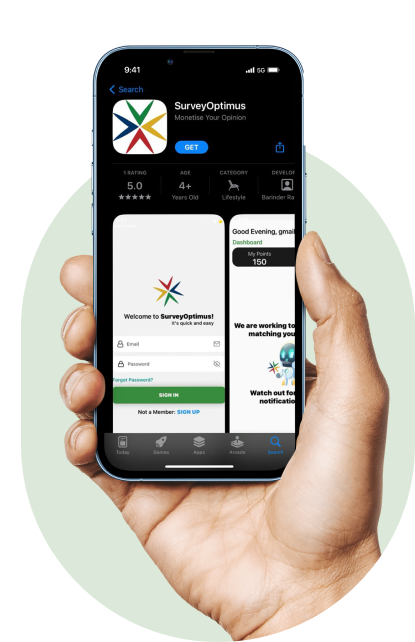 9:41
5G
Search
SurveyOptimus
Monetise Your Opinion
GET
1 RATING
AGE
CATEGORY
DEVELOP
5.0
4+
★★★★★
Years Old
Lifestyle
Barinder Ra
Welcome to SurveyOptimus!
It's quick and easy
Email
Password
Forget Password?
SIGN IN
Not a Member: SIGN UP
Good Evening, gmail
Dashboard
My Points
150
We are working to
matching you
Watch out fo
notificatio
Today
Games
Apps
Arcade
Search